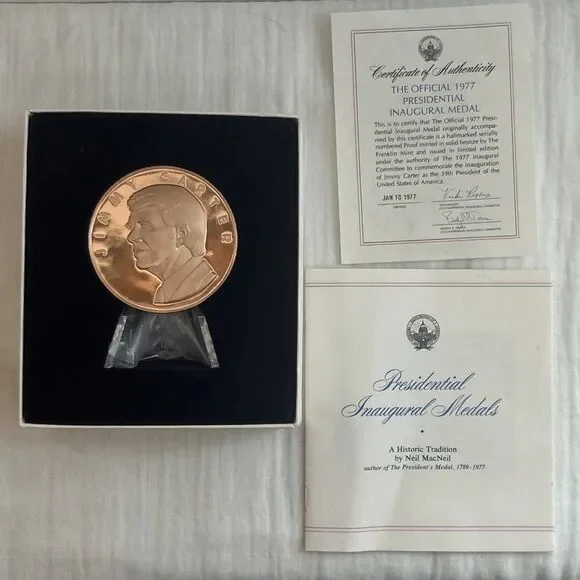 JIMMY CARTER
Certificate of Authenticity
THE OFFICIAL 1977
PRESIDENTIAL
INAUGURAL MEDAL
This is to certify that The Official 1977 Presi-
dential Inaugural Medal originally accompa-
nied by this certificate is a hallmarked serially
numbered Proof minted in solid bronze by The
Franklin Mint and issued in limited edition
under the authority of The 1977 Inaugural
Committee to commemorate the inauguration
of Jimmy Carter as the 39th President of the
United States of America.
JAN 10 1977
Presidential
Inaugural Medals
A Historic Tradition
by Neil MacNeil
author of The President's Medal, 1789-1977